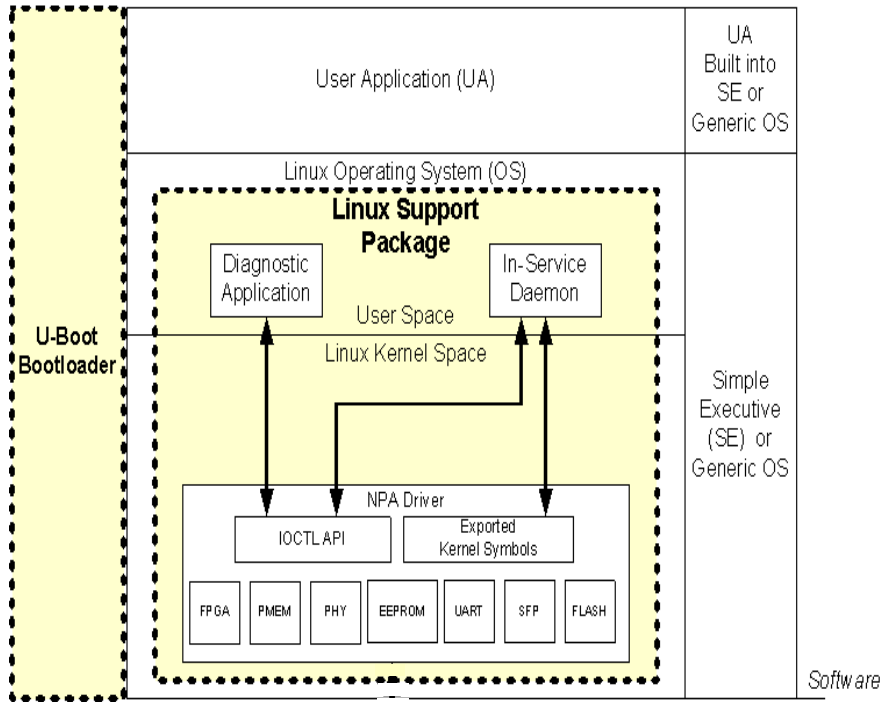 U-Boot
Bootloader
User Application (UA)
UA
Built into
SE or
Generic OS
Linux Operating System (OS)
Linux Support
Package
Diagnostic
Application
In-Service
Daemon
User Space
Linux Kernel Space
Simple
Executive
(SE) or
Generic OS
NPA Driver
IOCTL API
Exported
Kernel Symbols
FPGA
PMEM
PHY
EEPROM
UART
SFP
FLASH
Software